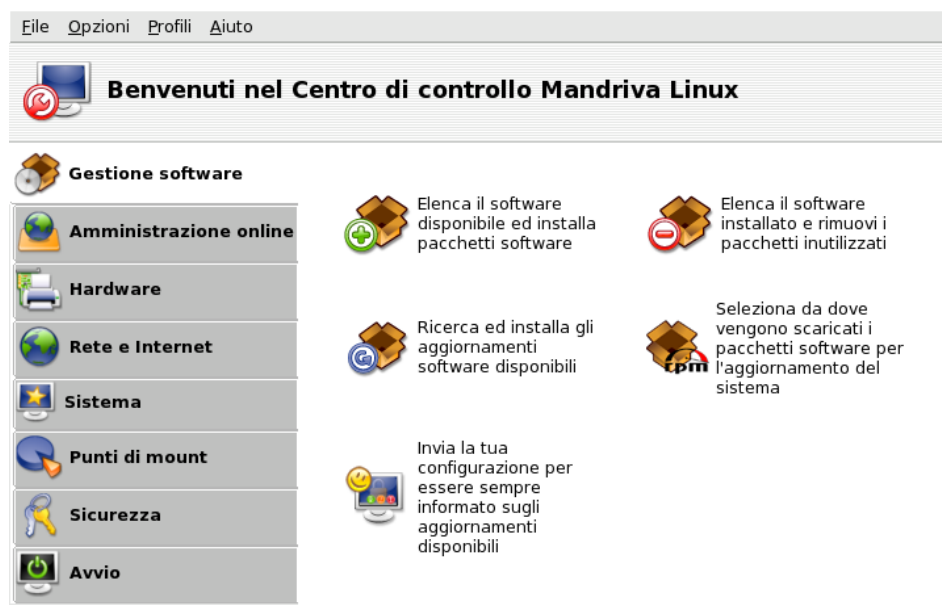 File Opzioni Profili Aiuto
Benvenuti nel Centro di controllo Mandriva Linux
Gestione software
Amministrazione online
Hardware
Rete e Internet
Sistema
Punti di mount
Sicurezza
Avvio
Elenca il software
disponibile ed installa
pacchetti software
Elenca il software
installato e rimuovi i
pacchetti inutilizzati
Ricerca ed installa gli
aggiornamenti
software disponibili
rpm
Seleziona da dove
vengono scaricati i
pacchetti software per
l'aggiornamento del
sistema
Invia la tua
configurazione per
essere sempre
informato sugli
aggiornamenti
disponibili